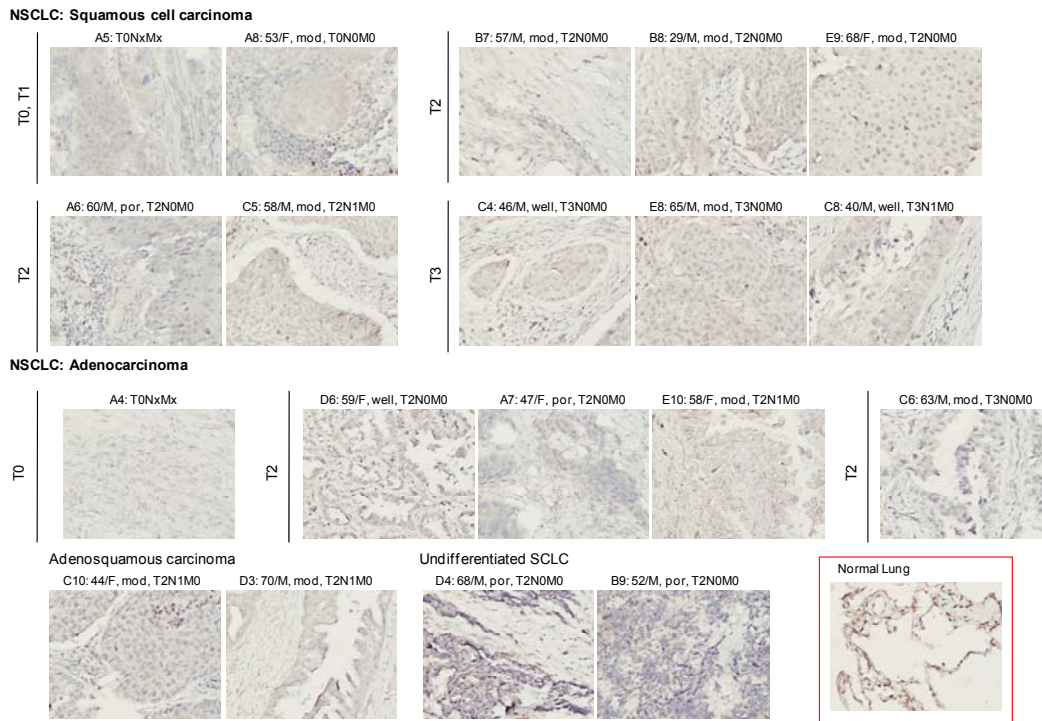 NSCLC: Squamous cell carcinoma
A5: T0NxMx
A8: 53/F, mod, T0N0M0
B7: 57/M, mod, T2N0M0
B8: 29/M, mod, T2N0M0
E9: 68/F, mod, T2N0M0
T0, T1
T2
A6: 60/M, por, T2N0M0
C5: 58/M, mod, T2N1M0
C4: 46/M, well, T3N0M0
E8: 65/M, mod, T3N0M0
C8: 40/M, well, T3N1M0
T2
T3
NSCLC: Adenocarcinoma
A4: T0NxMx
D6: 59/F, well, T2N0M0
A7: 47/F, por, T2N0M0
E10: 58/F, mod, T2N1M0
C6: 63/M, mod, T3N0M0
T0
T2
T2
Adenosquamous carcinoma
Undifferentiated SCLC
C10: 44/F, mod, T2N1M0
D3: 70/M, mod, T2N1M0
D4: 68/M, por, T2N0M0
B9: 52/M, por, T2N0M0
Normal Lung